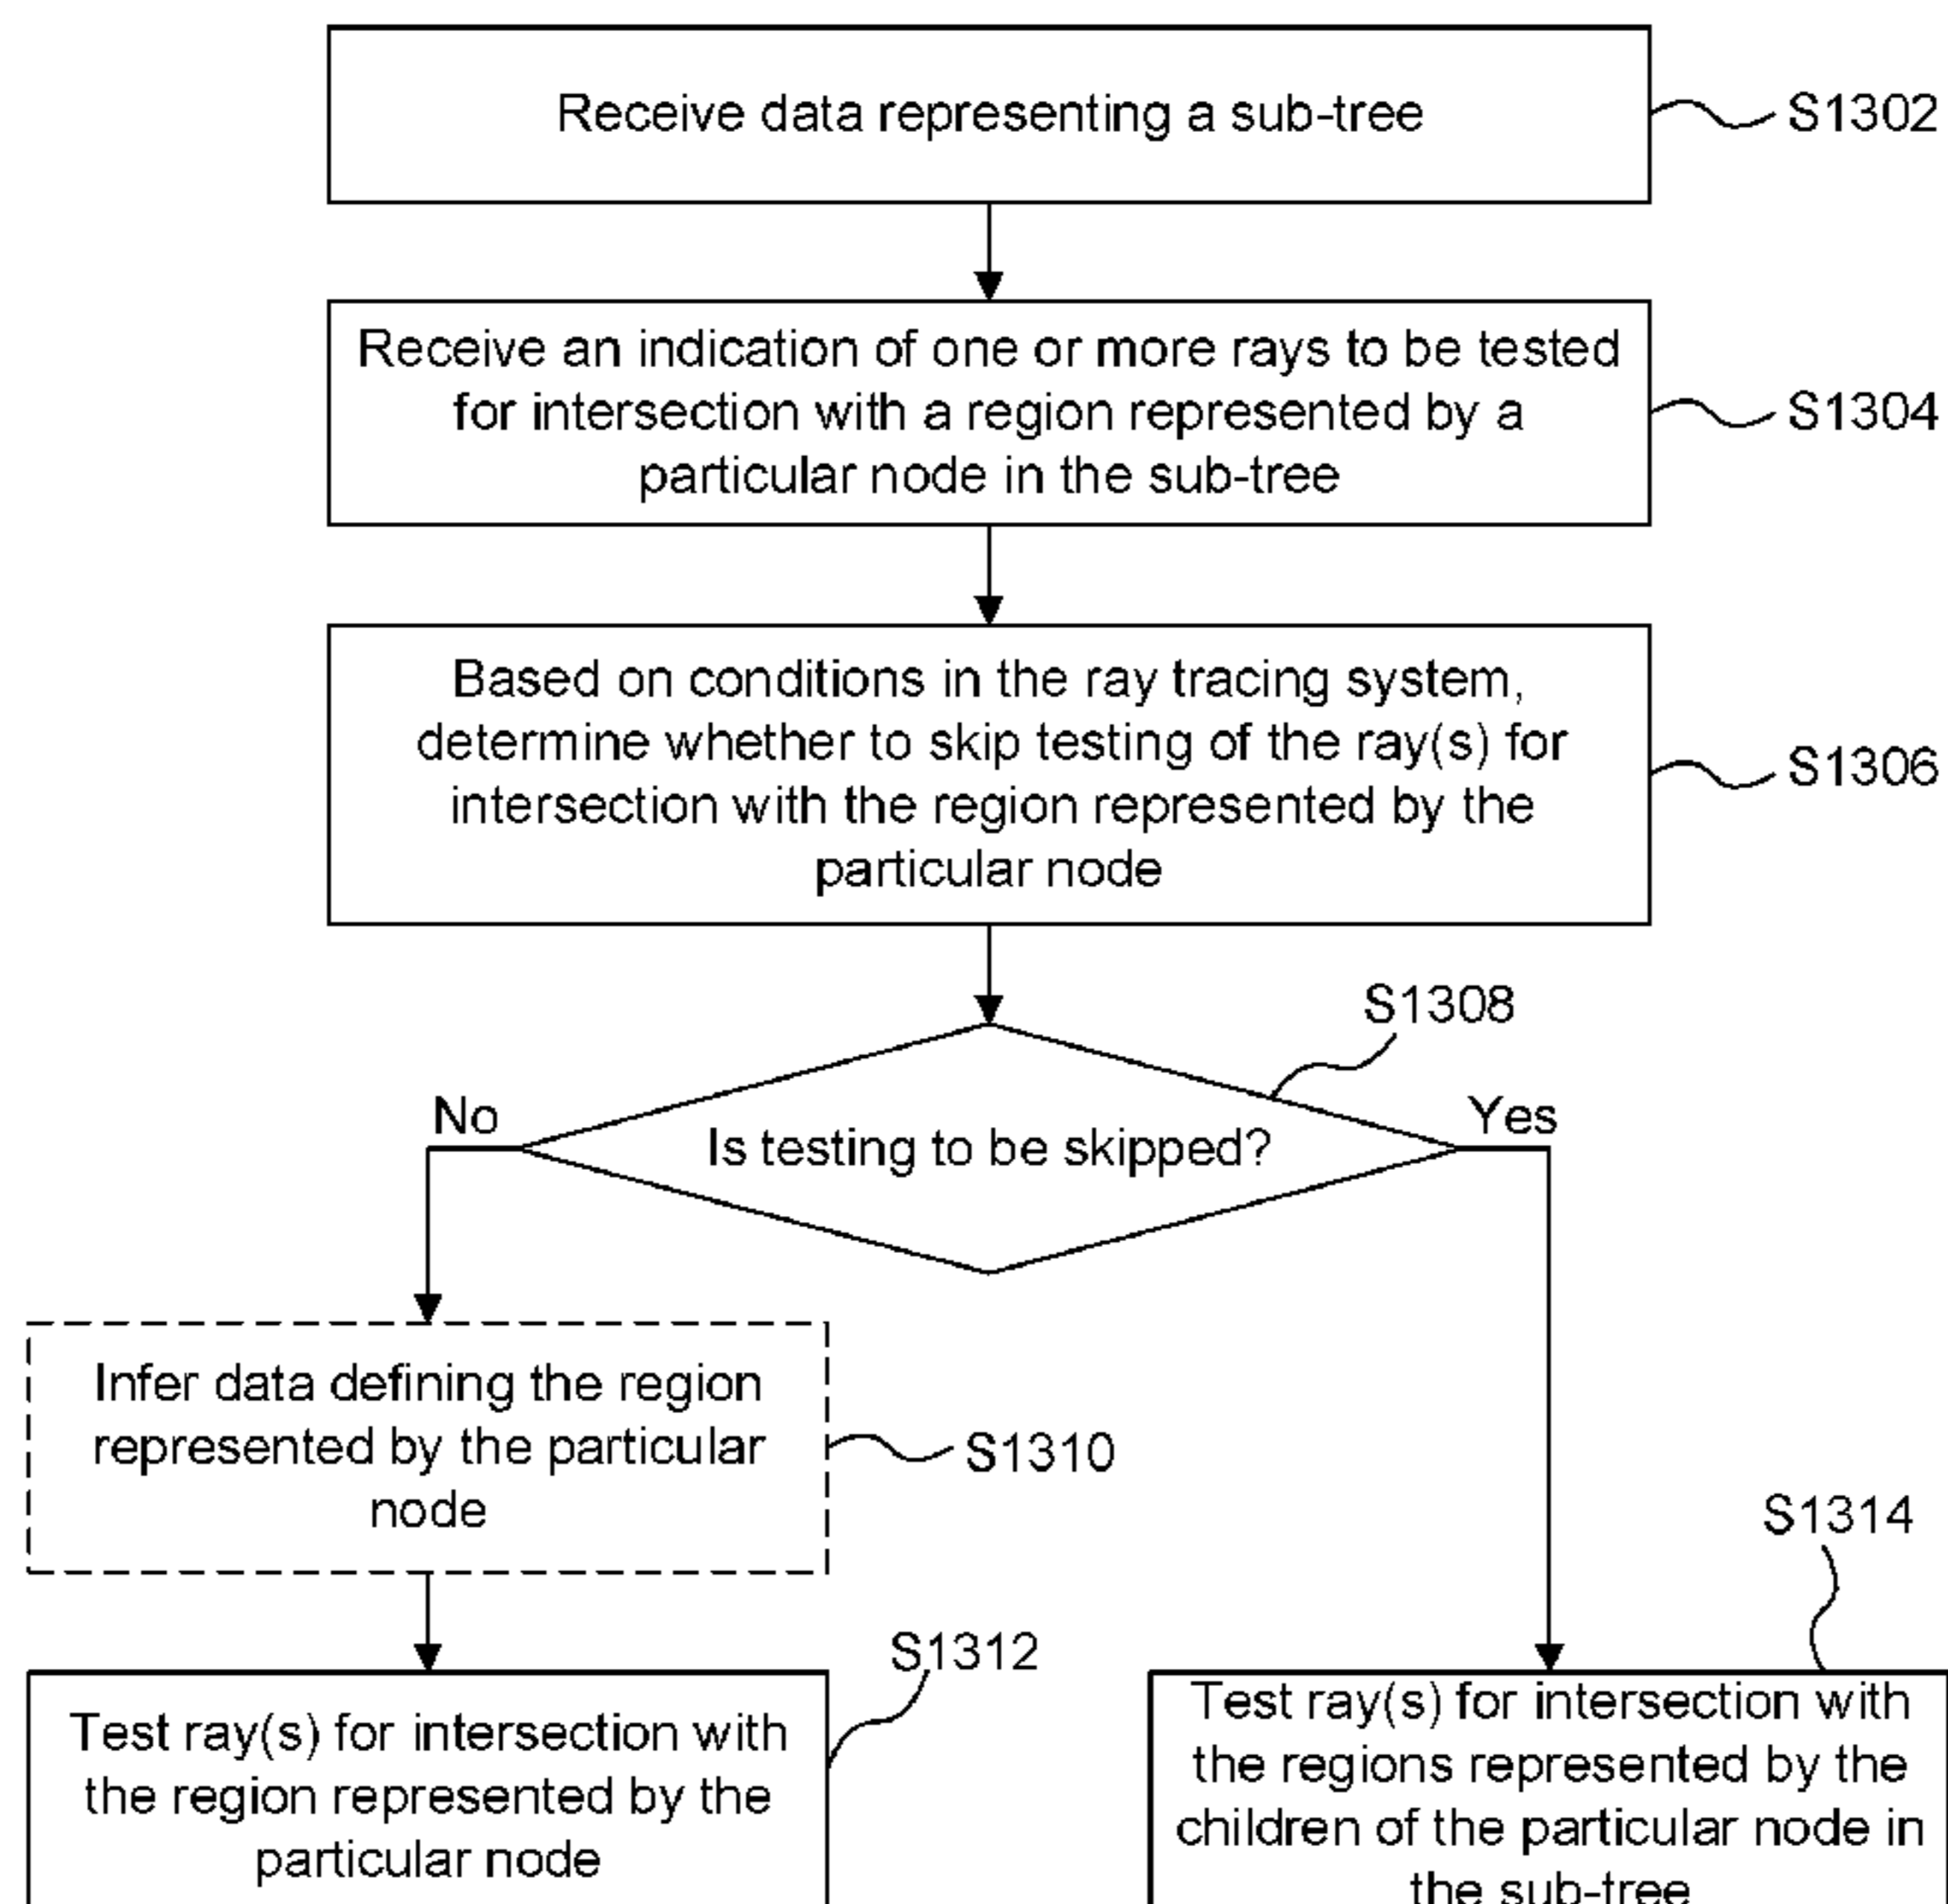 Receive data representing a sub-tree
S1302
Receive an indication of one or more rays to be tested
for intersection with a region represented by a
particular node in the sub-tree
S1304
Based on conditions in the ray tracing system,
determine whether to skip testing of the ray(s) for
intersection with the region represented by the
particular node
S1306
S1308
No
Is testing to be skipped?
Yes
Infer data defining the region
represented by the particular
node
S1310
S1314
S1312
Test ray(s) for intersection with
the region represented by the
particular node
Test ray(s) for intersection with
the regions represented by the
children of the particular node in
the sub-tree